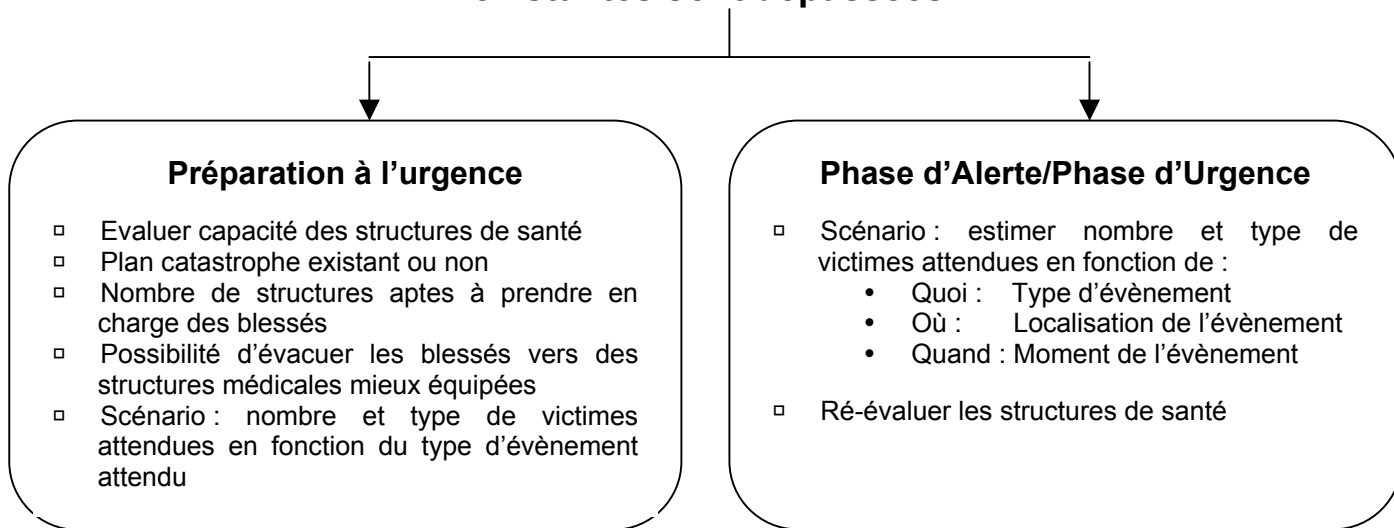 Préparation à l’urgence
▫ Evaluer capacité des structures de santé
▫ Plan catastrophe existant ou non
▫ Nombre de structures aptes à prendre en
charge des blessés
▫ Possibilité d’évacuer les blessés vers des
structures médicales mieux équipées
▫ Scénario : nombre et type de victimes
attendues en fonction du type d’évènement
attendu
Phase d’Alerte/Phase d’Urgence
▫ Scénario : estimer nombre et type de
victimes attendues en fonction de :
• Quoi : Type d’évènement
• Où : Localisation de l’évènement
• Quand : Moment de l’évènement
▫ Ré-évaluer les structures de santé